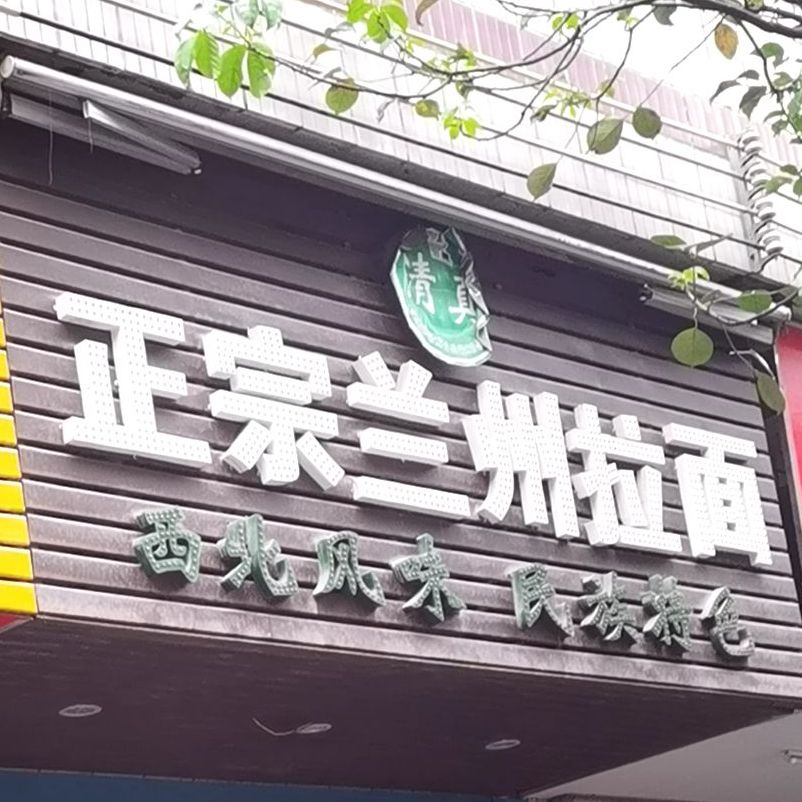 清真
正宗兰州拉面
西北风味 民族特色